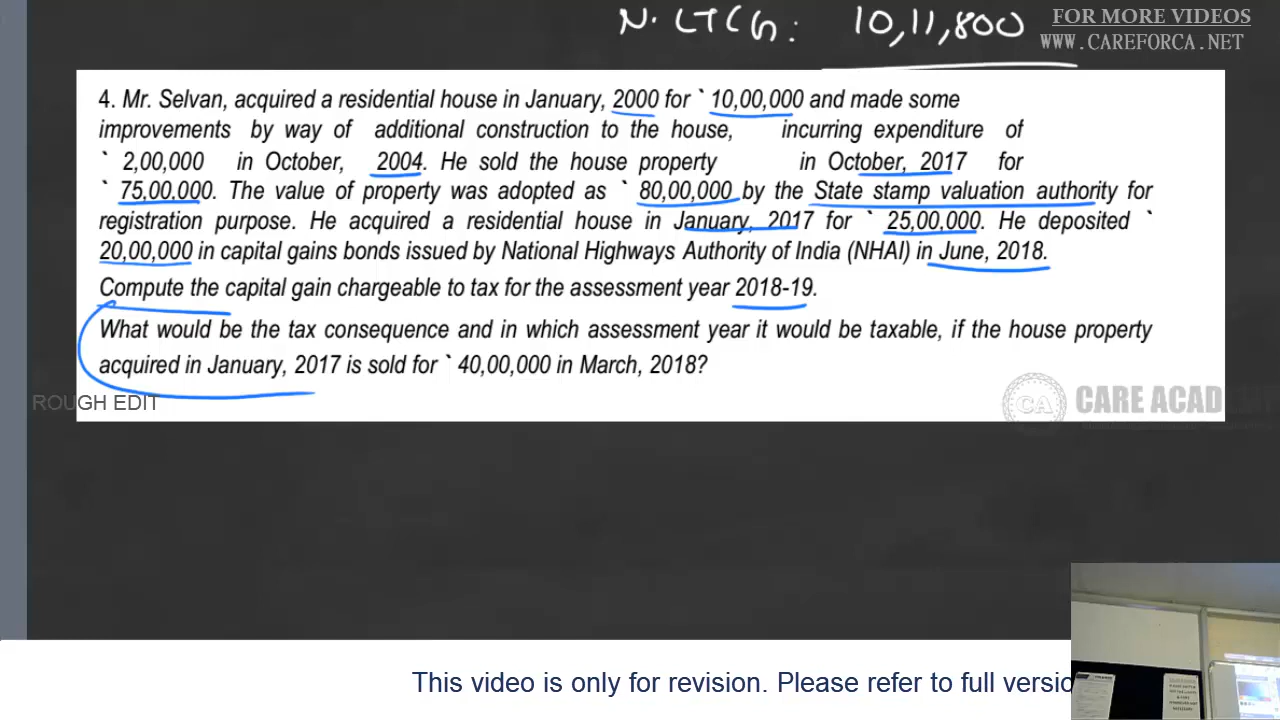 N. LTCG: 10,11,800
FOR MORE VIDEOS
WWW.CAREFORCA.NET
4. Mr. Selvan, acquired a residential house in January, 2000 for ` 10,00,000 and made some
improvements by way of additional construction to the house, incurring expenditure of
` 2,00,000 in October, 2004. He sold the house property in October, 2017 for
` 75,00,000. The value of property was adopted as ` 80,00,000 by the State stamp valuation authority for
registration purpose. He acquired a residential house in January, 2017 for ` 25,00,000. He deposited `
20,00,000 in capital gains bonds issued by National Highways Authority of India (NHAI) in June, 2018.
Compute the capital gain chargeable to tax for the assessment year 2018-19.
What would be the tax consequence and in which assessment year it would be taxable, if the house property
acquired in January, 2017 is sold for ` 40,00,000 in March, 2018?
ROUGH EDIT
CA CARE ACAD
This video is only for revision. Please refer to full versio